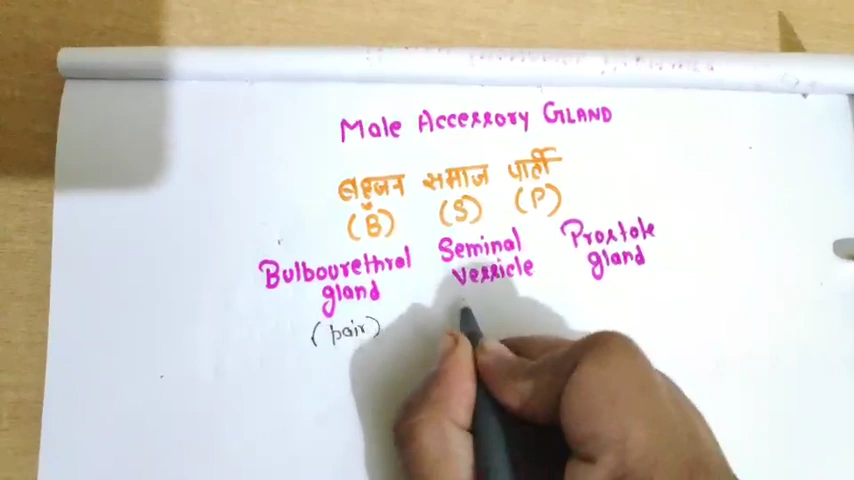 Male Accessory GLAND
बहुजन समाज पार्टी
(B) (S) (P)
Bulbourethral gland
Seminal vessicle
Prostate gland
(pair)